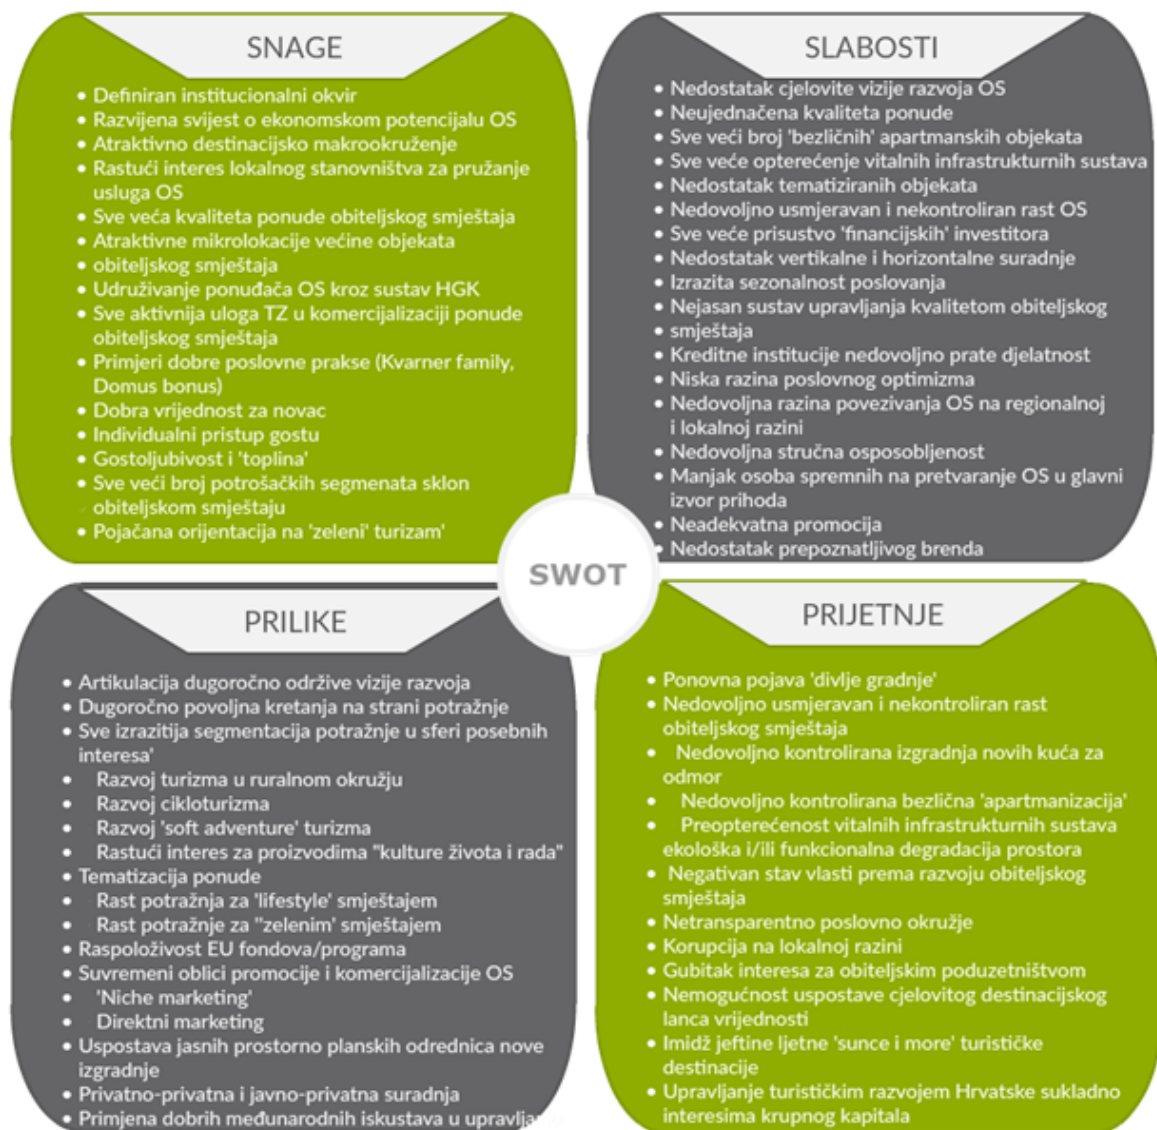 SNAGE
• Definiran institucionalni okvir
• Razvijena svijest o ekonomskom potencijalu OS
• Atraktivno destinacijsko makrookruženje
• Rastući interes lokalnog stanovništva za pružanje
usluga OS
• Sve veća kvaliteta ponude obiteljskog smještaja
• Atraktivne mikrolokacije većine objekata
• obiteljskog smještaja
• Udruživanje ponuđača OS kroz sustav HGK
• Sve aktivnija uloga TZ u komercijalizaciji ponude
obiteljskog smještaja
• Primjeri dobre poslovne prakse (Kvarner family,
Domus bonus)
• Dobra vrijednost za novac
• Individualni pristup gostu
• Gostoljubivost i 'toplina'
• Sve veći broj potrošačkih segmenata sklon
obiteljskom smještaju
• Pojačana orijentacija na 'zeleni' turizam'
SLABOSTI
• Nedostatak cjelovite vizije razvoja OS
• Neujednačena kvaliteta ponude
• Sve veći broj 'bezličnih' apartmanskih objekata
• Sve veće opterećenje vitalnih infrastrukturnih sustava
• Nedostatak tematiziranih objekata
• Nedovoljno usmjeravan i nekontroliran rast OS
• Sve veće prisustvo 'financijskih' investitora
• Nedostatak vertikalne i horizontalne suradnje
• Izrazita sezonalnost poslovanja
• Nejasan sustav upravljanja kvalitetom obiteljskog
• smještaja
• Kreditne institucije nedovoljno prate djelatnost
• Niska razina poslovnog optimizma
• Nedovoljna razina povezivanja OS na regionalnoj
i lokalnoj razini
• Nedovoljna stručna osposobljenost
• Manjak osoba spremnih na pretvaranje OS u glavni
izvor prihoda
• Neadekvatna promocija
• Nedostatak prepoznatljivog brenda
SWOT
PRILIKE
• Artikulacija dugoročno održive vizije razvoja
• Dugoročno povoljna kretanja na strani potražnje
• Sve izrazitija segmentacija potražnje u sferi posebnih
interesa'
• Razvoj turizma u ruralnom okružju
• Razvoj cikloturizma
• Razvoj 'soft adventure' turizma
• Rastući interes za proizvodima "kulture života i rada"
• Tematizacija ponude
• Rast potražnja za 'lifestyle' smještajem
• Rast potražnje za "zelenim' smještajem
• Raspoloživost EU fondova/programa
• Suvremeni oblici promocije i komercijalizacije OS
• 'Niche marketing'
• Direktni marketing
• Uspostava jasnih prostorno planskih odrednica nove
izgradnje
• Privatno-privatna i javno-privatna suradnja
• Primjena dobrih međunarodnih iskustava u
PRIJETNJE
• Ponovna pojava 'divlje gradnje'
• Nedovoljno usmjeravan i nekontroliran rast
obiteljskog smještaja
• Nedovoljno kontrolirana izgradnja novih kuća za
odmor
• Nedovoljno kontrolirana bezlična 'apartmanizacija'
• Preopterećenost vitalnih infrastrukturnih sustava
ekološka i/ili funkcionalna degradacija prostora
• Negativan stav vlasti prema razvoju obiteljskog
smještaja
• Netransparentno poslovno okružje
• Korupcija na lokalnoj razini
• Gubitak interesa za obiteljskim poduzetništvom
• Nemogućnost uspostave cjelovitog destinacijskog
lanca vrijednosti
• Imidž jeftine ljetne 'sunce i more' turističke
destinacije
• Upravljanje turističkim razvojem Hrvatske sukladno
interesima krupnog kapitala